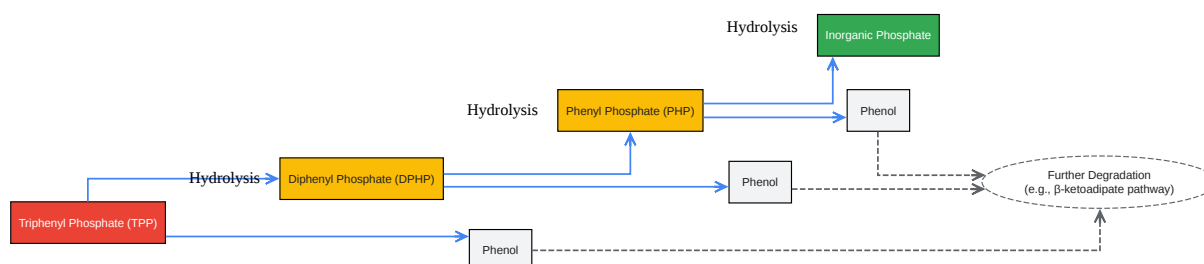 Hydrolysis
Inorganic Phosphate
Hydrolysis
Phenyl Phosphate (PHP)
Phenol
Hydrolysis
Diphenyl Phosphate (DPHP)
Phenol
Further Degradation
(e.g., β-ketoadipate pathway)
Triphenyl Phosphate (TPP)
Phenol